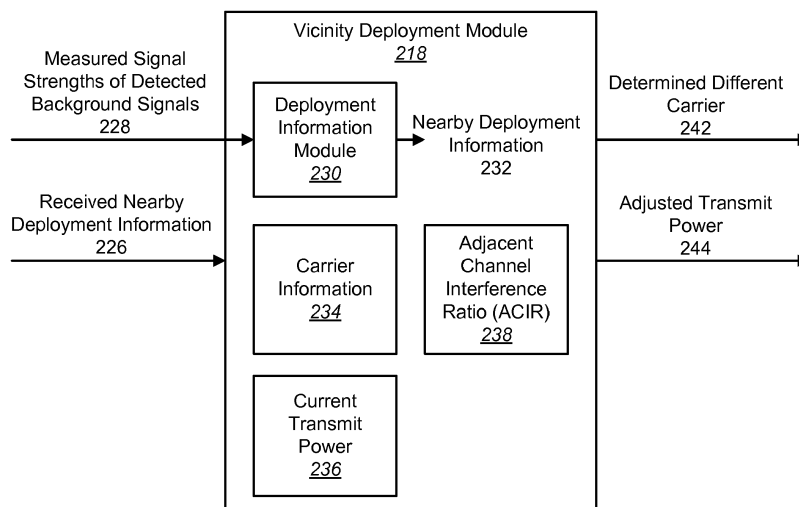 Vicinity Deployment Module
218
Measured Signal
Strengths of Detected
Background Signals
228
Deployment
Information
Module
230
Nearby Deployment
Information
232
Determined Different
Carrier
242
Received Nearby
Deployment Information
226
Carrier
Information
234
Adjacent
Channel
Interference
Ratio (ACIR)
238
Adjusted Transmit
Power
244
Current
Transmit
Power
236